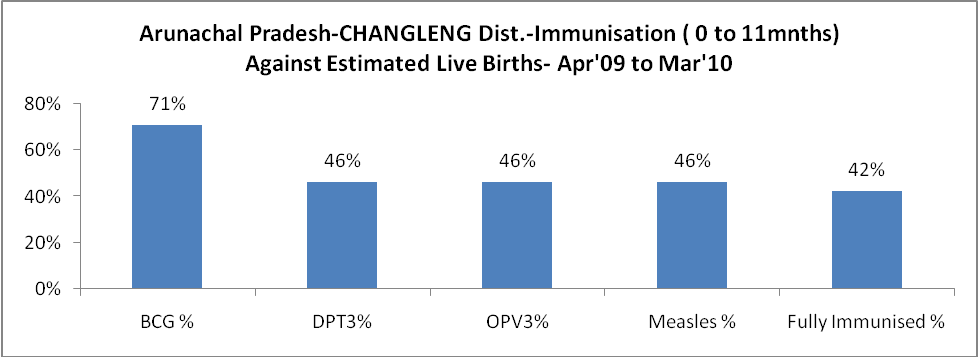 Arunachal Pradesh-CHANGLENG Dist.-Immunisation ( 0 to 11mnths)
Against Estimated Live Births- Apr'09 to Mar'10
80%
60%
40%
20%
0%
71%
46%
46%
46%
42%
BCG %
DPT3%
OPV3%
Measles %
Fully Immunised %